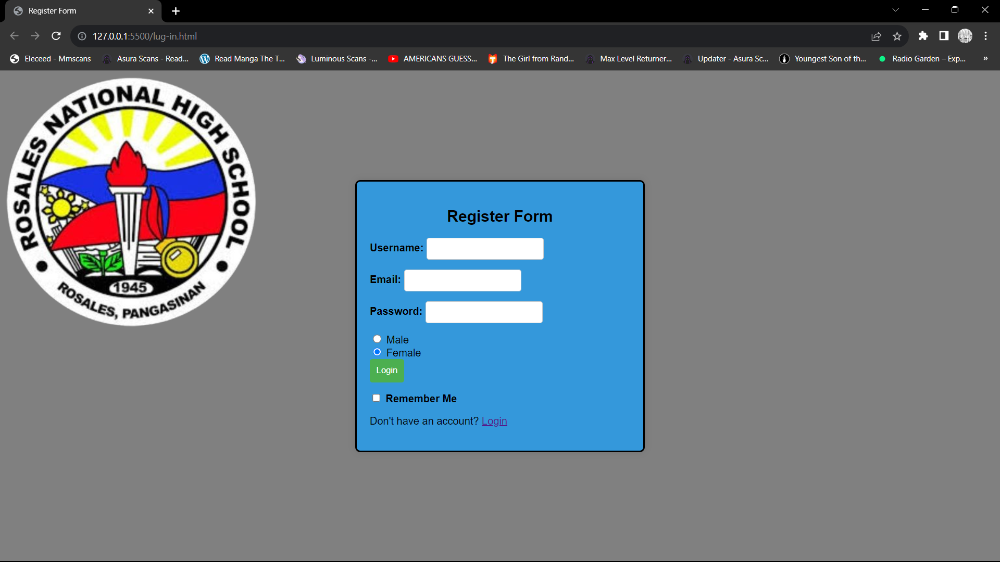 Register Form
127.0.0.1:5500/lug-in.html
Eleceed - Mmscans
Asura Scans - Read...
Read Manga The T...
Luminous Scans -...
AMERICANS GUESS...
The Girl from Rand...
Max Level Returner...
Updater - Asura Sc...
Youngest Son of th...
Radio Garden – Exp...
»
ROSALES NATIONAL HIGH SCHOOL
1945
ROSALES, PANGASINAN
Register Form
Username:
Email:
Password:
Male
Female
Login
Remember Me
Don't have an account? Login